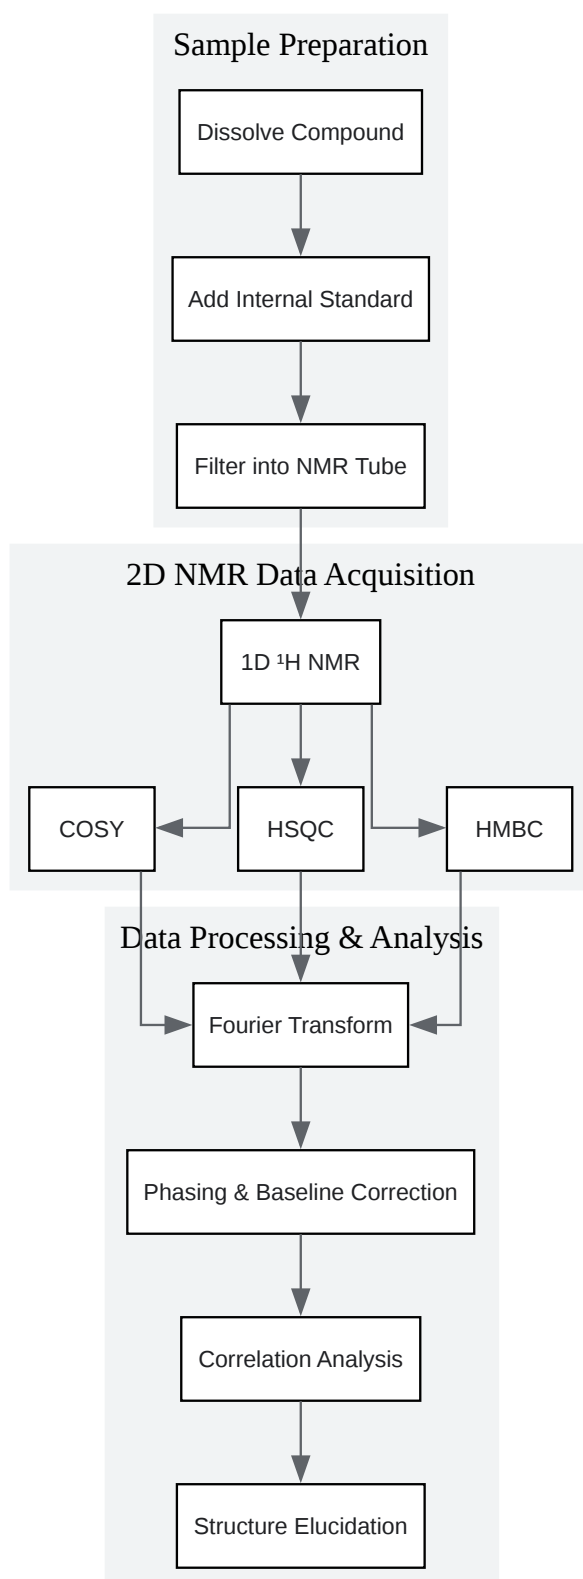 Sample Preparation
Dissolve Compound
Add Internal Standard
Filter into NMR Tube
2D NMR Data Acquisition
1D ¹H NMR
COSY
HSQC
HMBC
Data Processing & Analysis
Fourier Transform
Phasing & Baseline Correction
Correlation Analysis
Structure Elucidation